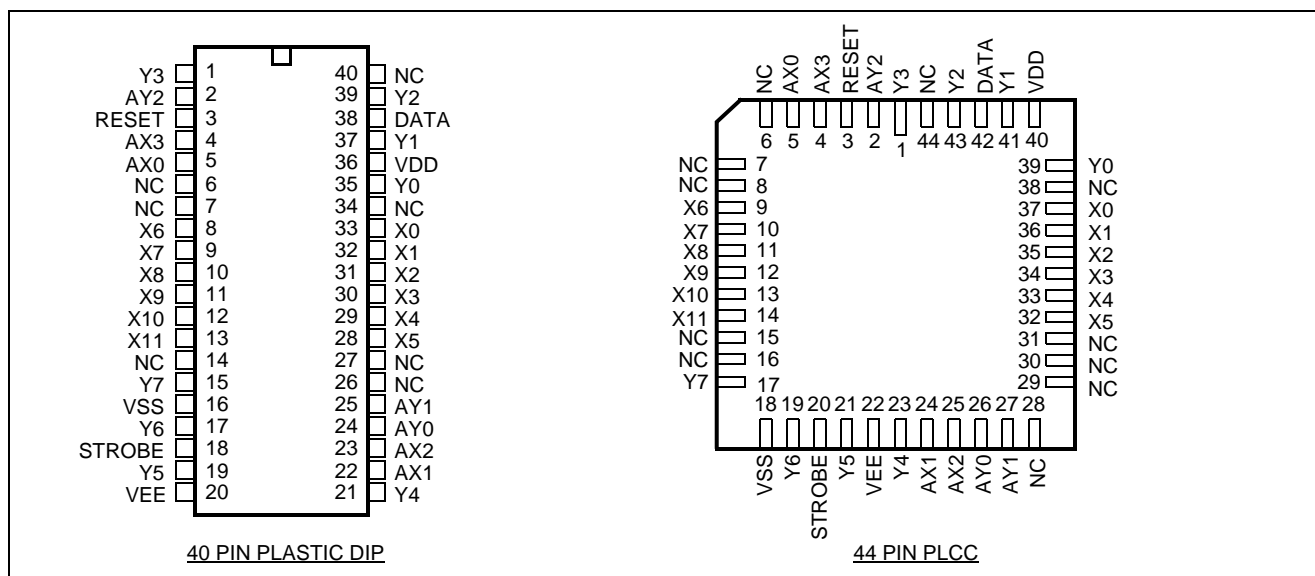 Y3 1 40 NC
AY2 2 39 Y2
RESET 3 38 DATA
AX3 4 37 Y1
AX0 5 36 VDD
NC 6 35 Y0
NC 7 34 NC
X6 8 33 X0
X7 9 32 X1
X8 10 31 X2
X9 11 30 X3
X10 12 29 X4
X11 13 28 X5
NC 14 27 NC
Y7 15 26 NC
VSS 16 25 AY1
Y6 17 24 AY0
STROBE 18 23 AX2
Y5 19 22 AX1
VEE 20 21 Y4
40 PIN PLASTIC DIP
NC AX0 AX3 RESET AY2 Y3 NC Y2 DATA Y1 VDD
6 5 4 3 2 1 44 43 42 41 40
NC 7 39 Y0
NC 8 38 NC
X6 9 37 X0
X7 10 36 X1
X8 11 35 X2
X9 12 34 X3
X10 13 33 X4
X11 14 32 X5
NC 15 31 NC
NC 16 30 NC
Y7 17 29 NC
18 19 20 21 22 23 24 25 26 27 28
VSS Y6 STROBE Y5 VEE Y4 AX1 AX2 AY0 AY1 NC
44 PIN PLCC